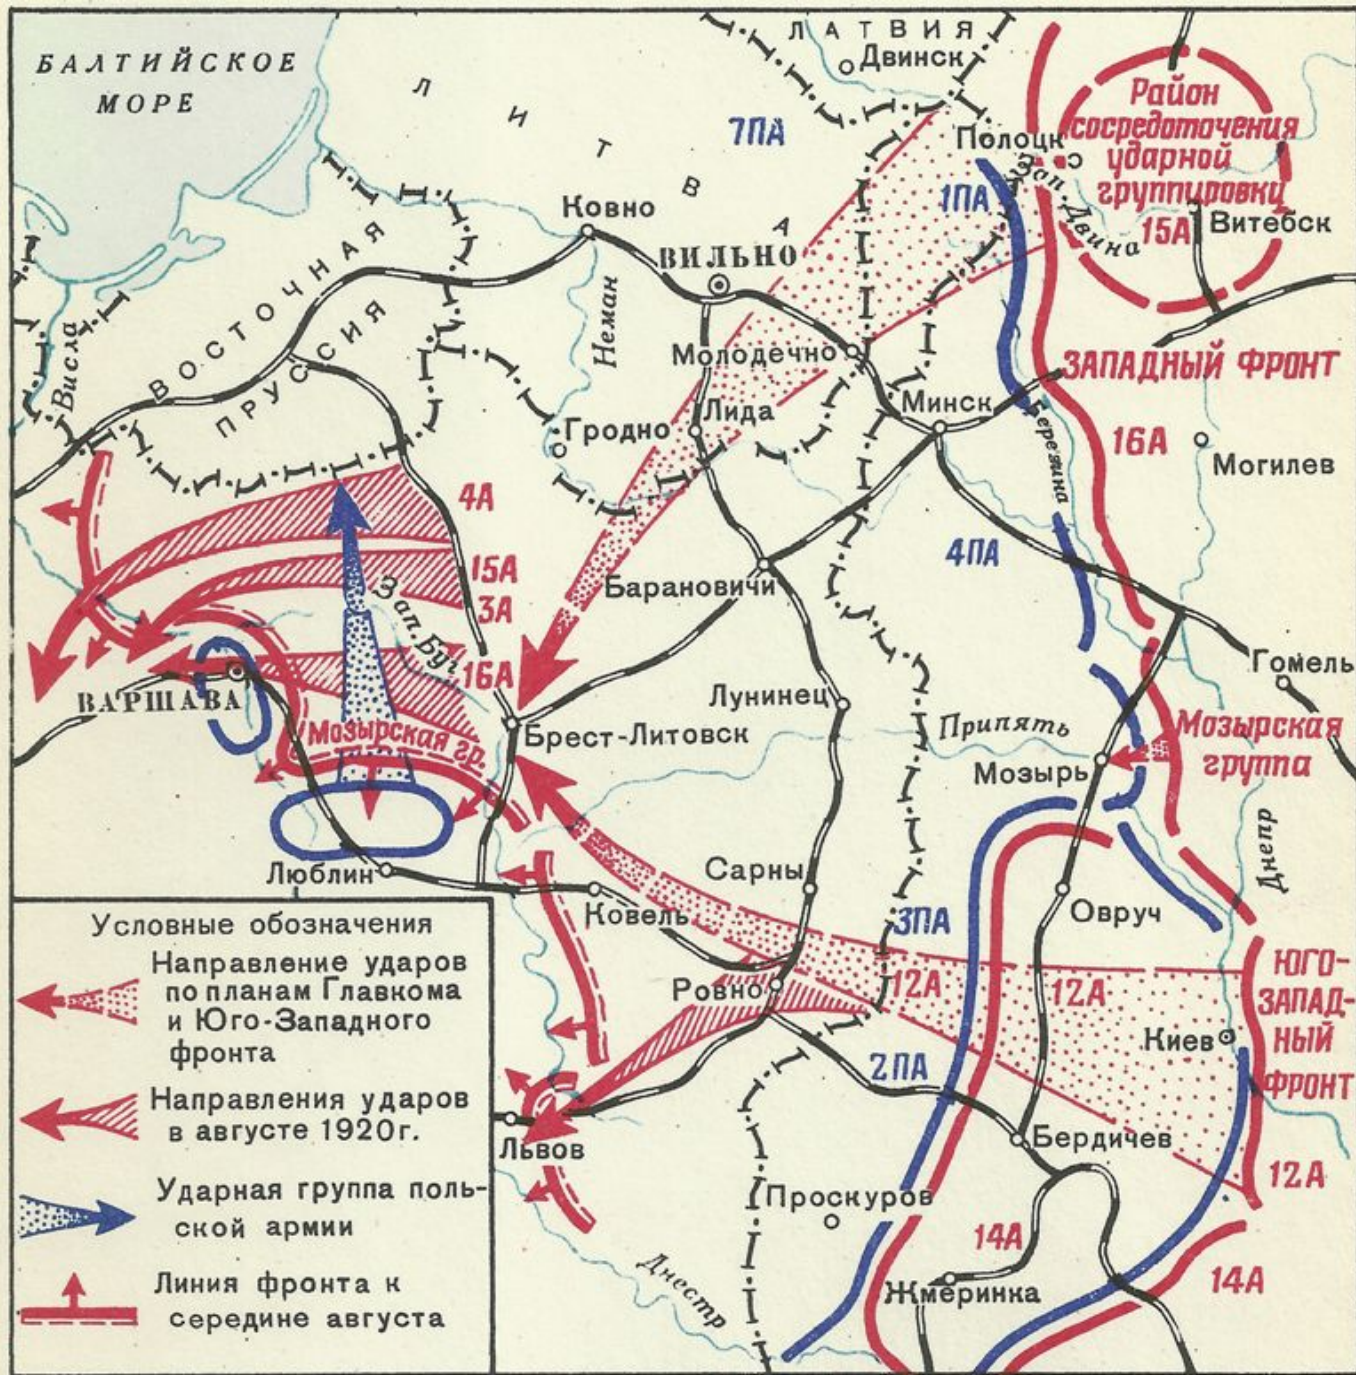 БАЛТИЙСКОЕ
МОРЕ
ЛАТВИЯ
Двинск
ЛИТВА
7ПА
Полоцк
Район
сосредоточения
ударной
группировки
15А
Зап. Двина
Витебск
1ПА
Ковно
ВИЛЬНО
Неман
ВОСТОЧНАЯ
ПРУССИЯ
Висла
Молодечно
ЗАПАДНЫЙ ФРОНТ
Минск
Лида
Гродно
Березина
16А
Могилев
4А
15А
3А
16А
Зап. Буг
4ПА
Барановичи
ВАРШАВА
Мозырская гр.
Брест-Литовск
Лунинец
Гомель
Припять
Мозырь
Мозырская
группа
Днепр
Люблин
Ковель
Сарны
Овруч
3ПА
12А
12А
Ровно
ЮГО-
ЗАПАД-
НЫЙ
ФРОНТ
Киев
2ПА
Львов
Бердичев
12А
Проскуров
14А
14А
Жмеринка
Днестр
Условные обозначения
Направление ударов
по планам Главкома
и Юго-Западного
фронта
Направления ударов
в августе 1920г.
Ударная группа поль-
ской армии
Линия фронта к
середине августа